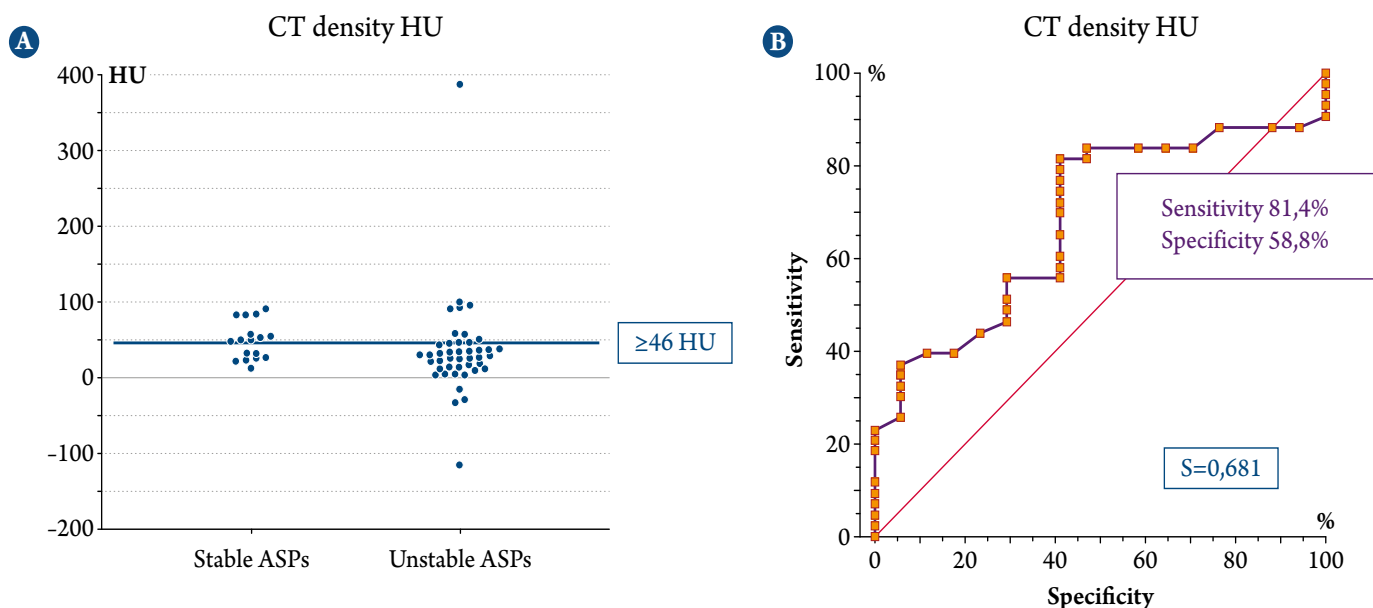 A
CT density HU
HU
400
300
200
100
0
–100
–200
≥46 HU
Stable ASPs
Unstable ASPs
B
CT density HU
%
100
80
60
40
20
0
Sensitivity
Sensitivity 81,4%
Specificity 58,8%
S=0,681
%
0 20 40 60 80 100
Specificity